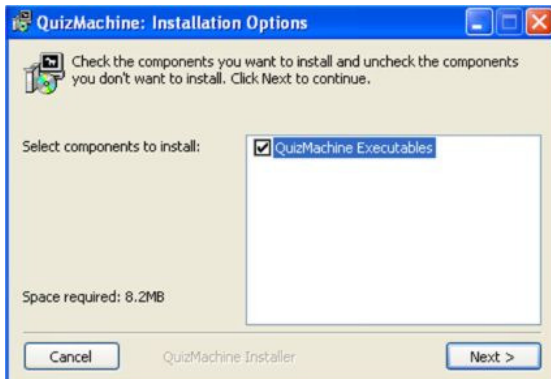 QuizMachine: Installation Options
Check the components you want to install and uncheck the components
you don't want to install. Click Next to continue.
Select components to install:
QuizMachine Executables
Space required: 8.2MB
Cancel
QuizMachine Installer
Next >